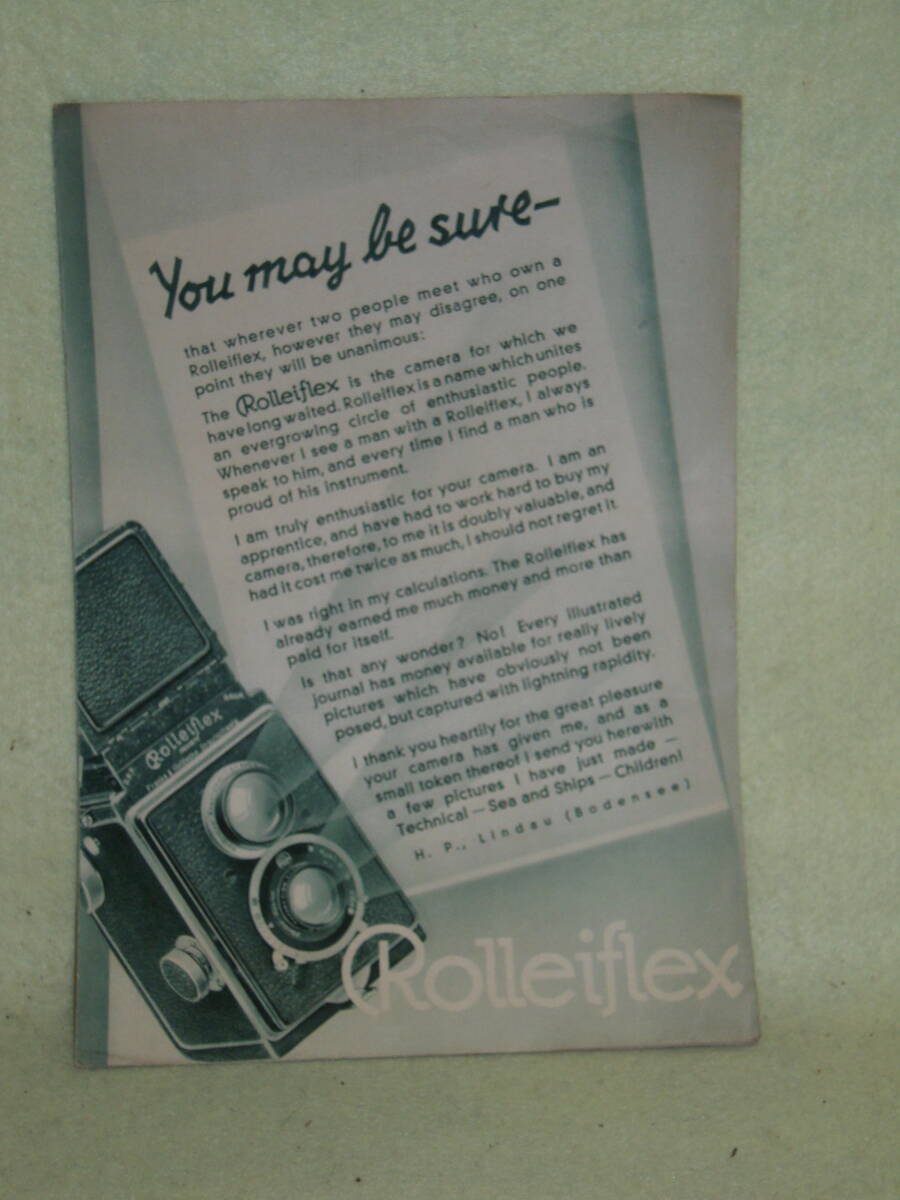 You may be sure—
that wherever two people meet who own a
Rolleiflex, however they may disagree, on one
point they will be unanimous:
The Rolleiflex is the camera for which we
have long waited. Rolleiflex is a name which unites
an evergrowing circle of enthusiastic people.
Whenever I see a man with a Rolleiflex, I always
speak to him, and every time I find a man who is
proud of his instrument.
I am truly enthusiastic for your camera. I am an
apprentice, and have had to work hard to buy my
camera, therefore, to me it is doubly valuable, and
had it cost me twice as much, I should not regret it.
I was right in my calculations. The Rolleiflex has
already earned me much money and more than
paid for itself.
Is that any wonder? No! Every illustrated
journal has money available for really lively
pictures which have obviously not been
posed, but captured with lightning rapidity.
I thank you heartily for the great pleasure
your camera has given me, and as a
small token thereof I send you herewith
a few pictures I have just made —
Technical — Sea and Ships — Children!
H. P., Lindau (Bodensee)
Rolleiflex
Rolleiflex